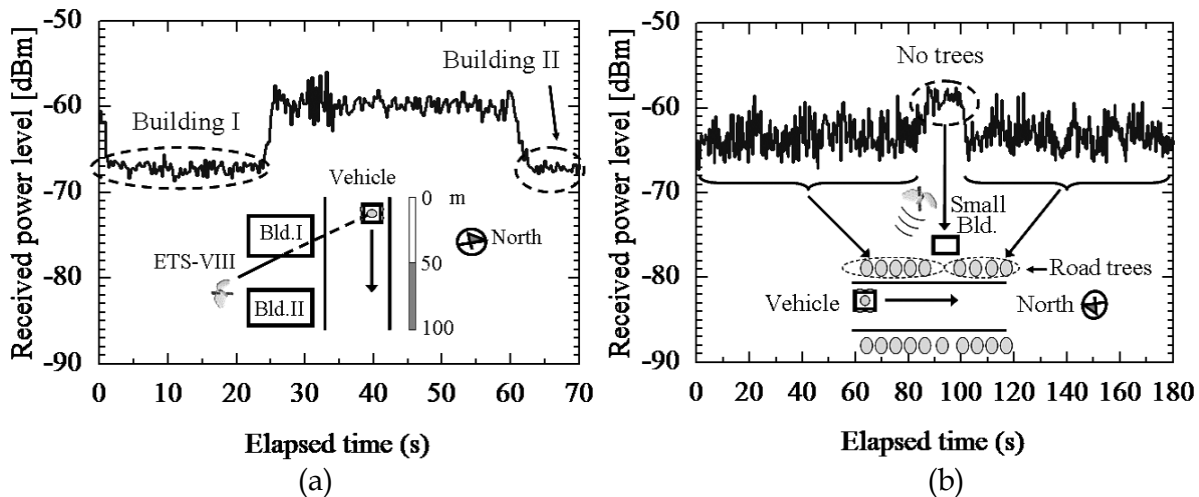 Received power level [dBm]
-50
-60
-70
-80
-90
Building I
Building II
Vehicle
0 m
50
100
Bld.I
Bld.II
ETS-VIII
North
0 10 20 30 40 50 60 70
Elapsed time (s)
(a)
Received power level [dBm]
-50
-60
-70
-80
-90
No trees
Small
Bld.
Road trees
Vehicle
North
0 20 40 60 80 100 120 140 160 180
Elapsed time (s)
(b)